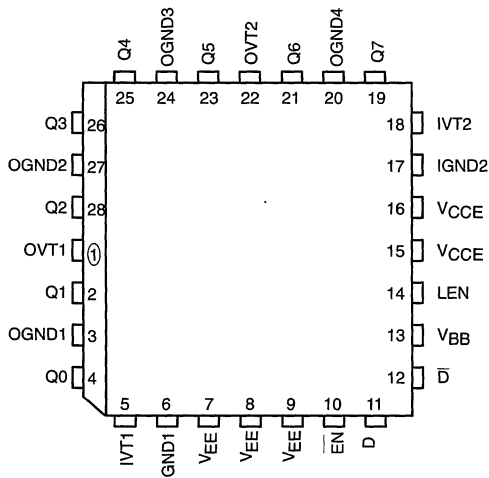 Q4 OGND3 Q5 OVT2 Q6 OGND4 Q7
25 24 23 22 21 20 19
Q3 26
OGND2 27
Q2 28
OVT1 1
Q1 2
OGND1 3
Q0 4
18 IVT2
17 IGND2
16 VCCE
15 VCCE
14 LEN
13 VBB
12 D̅
5 6 7 8 9 10 11
IVT1 GND1 VEE VEE VEE E̅N̅ D